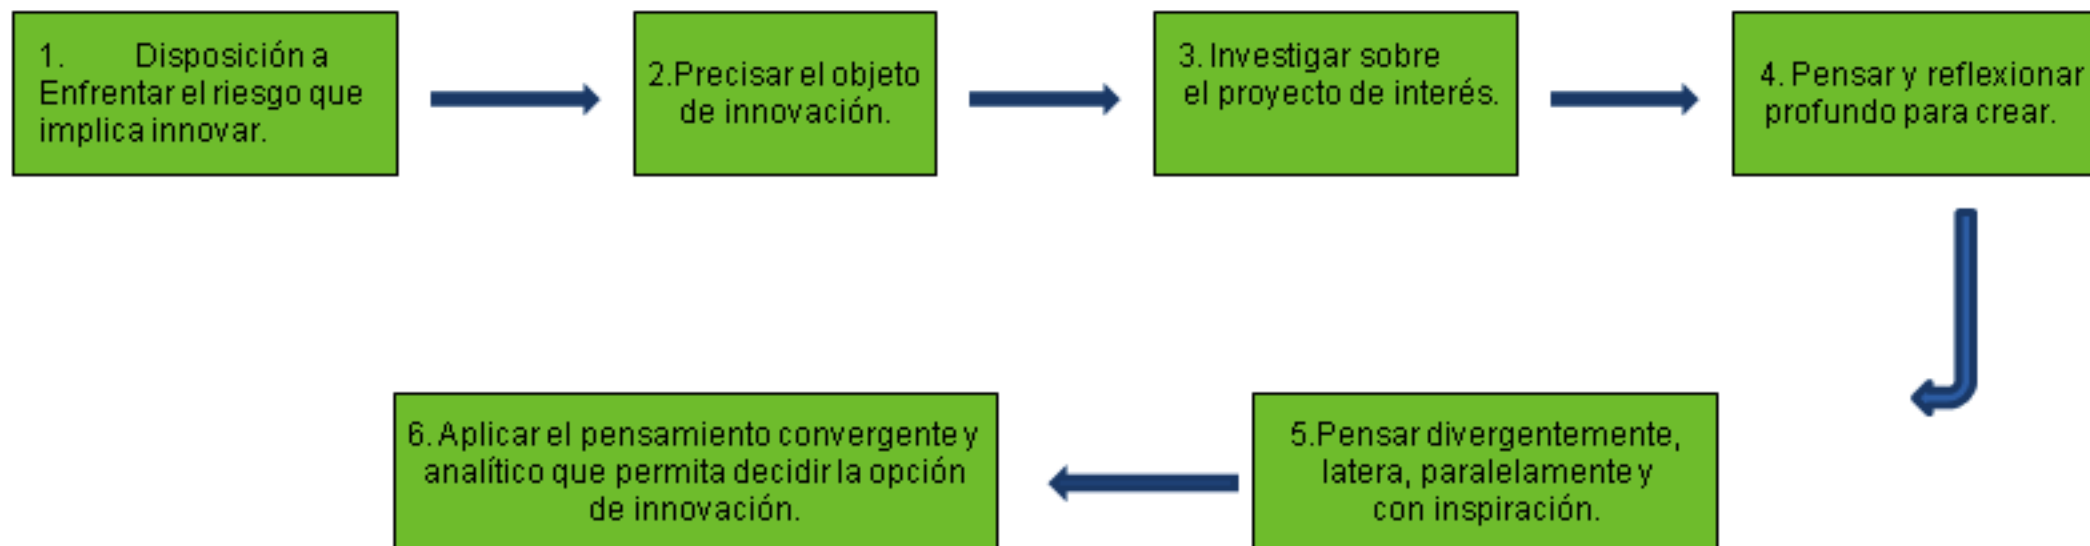 1. Disposición a
Enfrentar el riesgo que
implica innovar.
2.Precisar el objeto
de innovación.
3. Investigar sobre
el proyecto de interés.
4. Pensar y reflexionar
profundo para crear.
5.Pensar divergentemente,
latera, paralelamente y
con inspiración.
6. Aplicar el pensamiento convergente y
analítico que permita decidir la opción
de innovación.